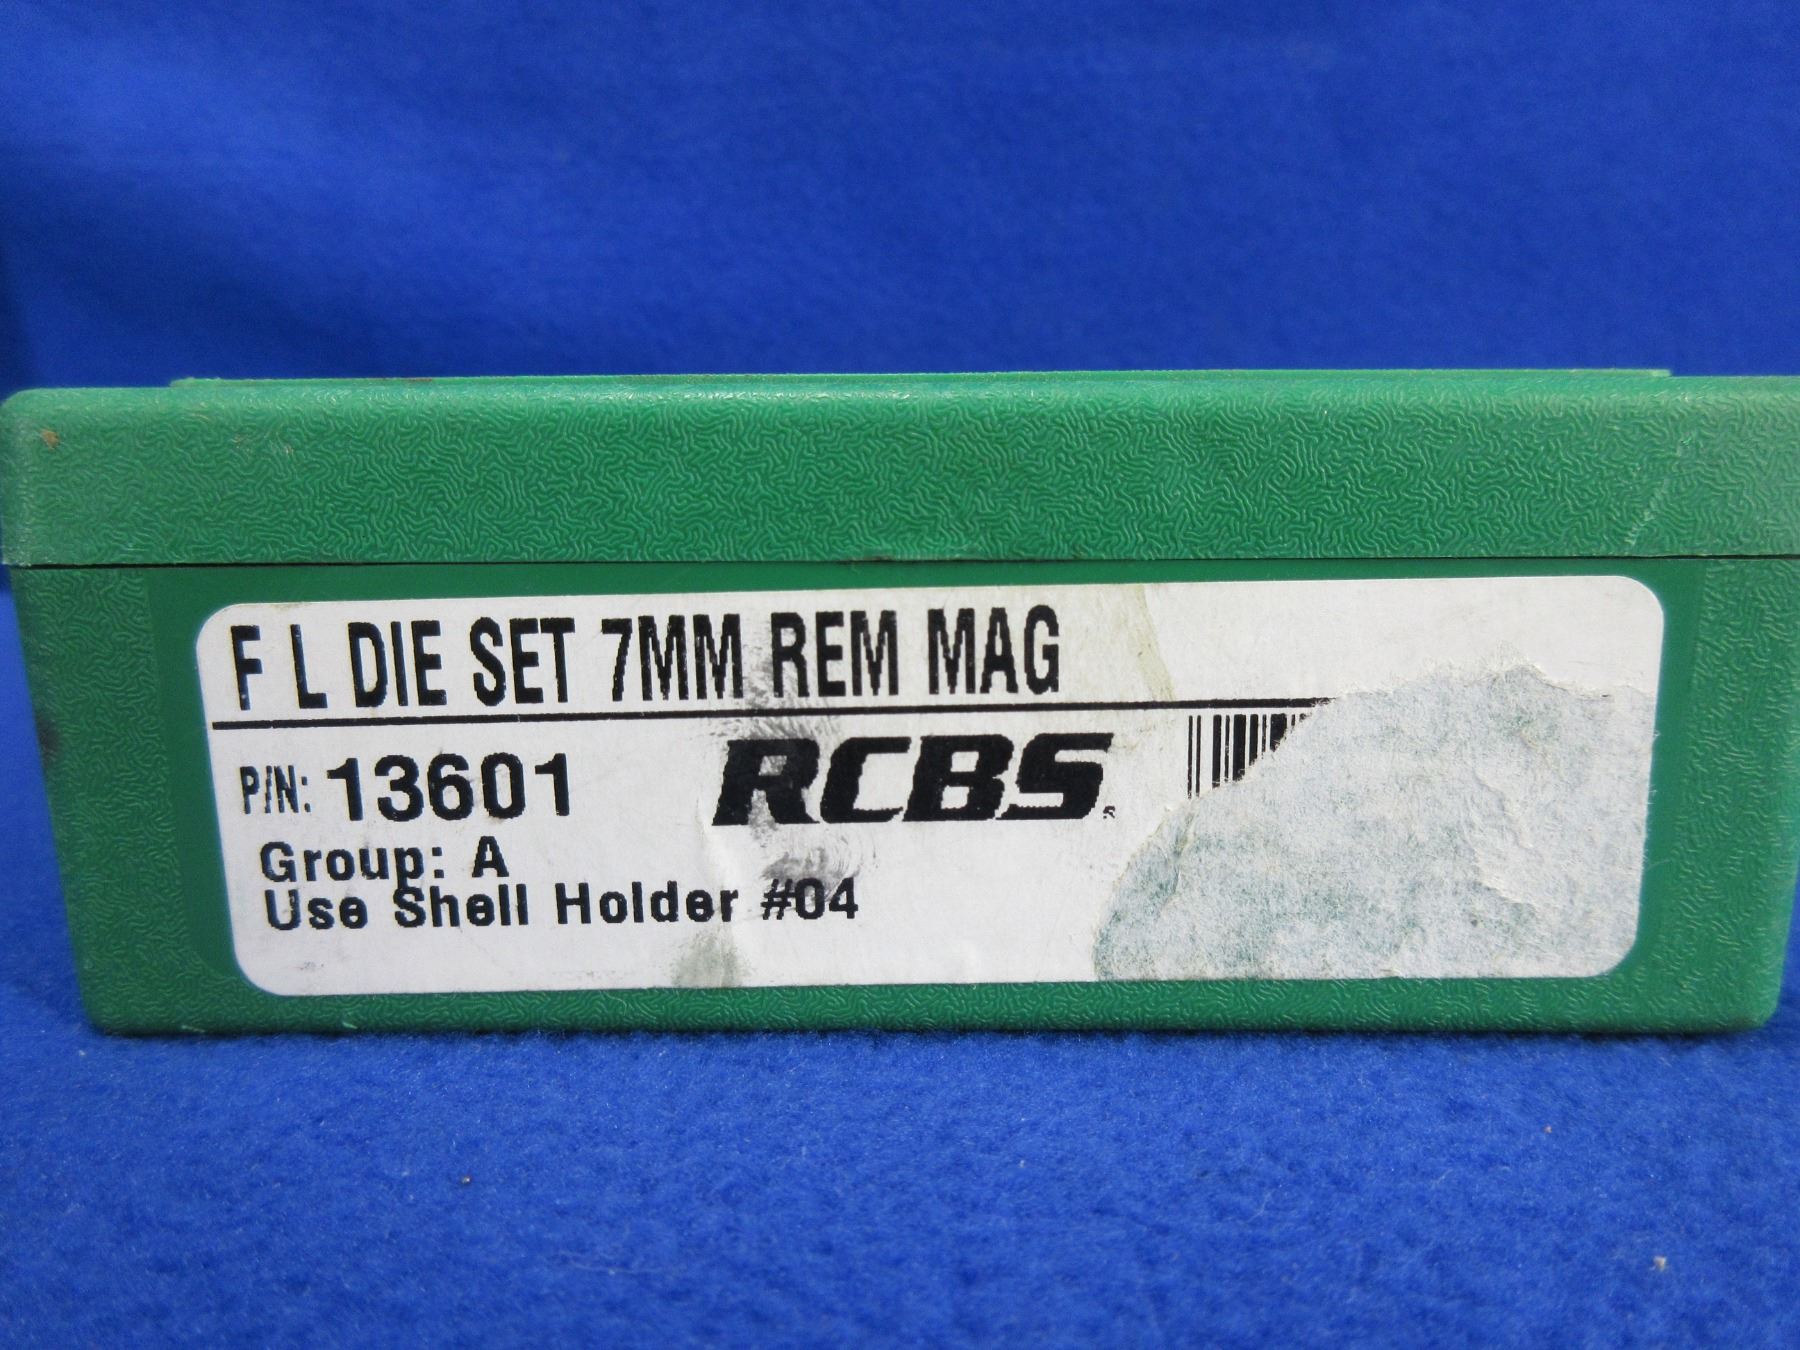 F L DIE SET 7MM REM MAG
P/N: 13601 RCBS
Group: A
Use Shell Holder #04